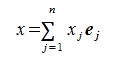 x = ∑_{j=1}^{n} x_j e_j